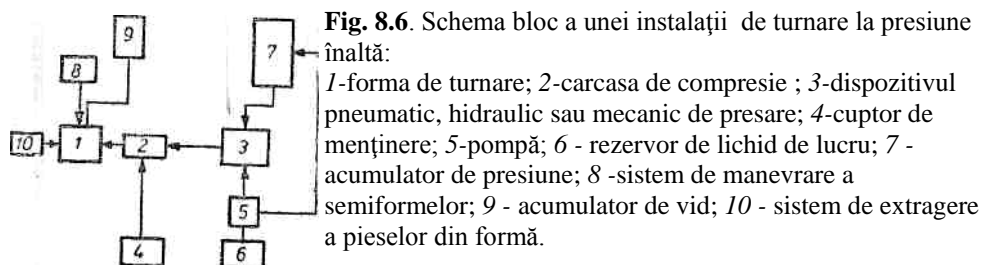 9
8
7
10
1
2
3
5
4
6
Fig. 8.6. Schema bloc a unei instalaţii de turnare la presiune
înaltă:
1-forma de turnare; 2-carcasa de compresie ; 3-dispozitivul
pneumatic, hidraulic sau mecanic de presare; 4-cuptor de
menţinere; 5-pompă; 6 - rezervor de lichid de lucru; 7 -
acumulator de presiune; 8 -sistem de manevrare a
semiformelor; 9 - acumulator de vid; 10 - sistem de extragere
a pieselor din formă.